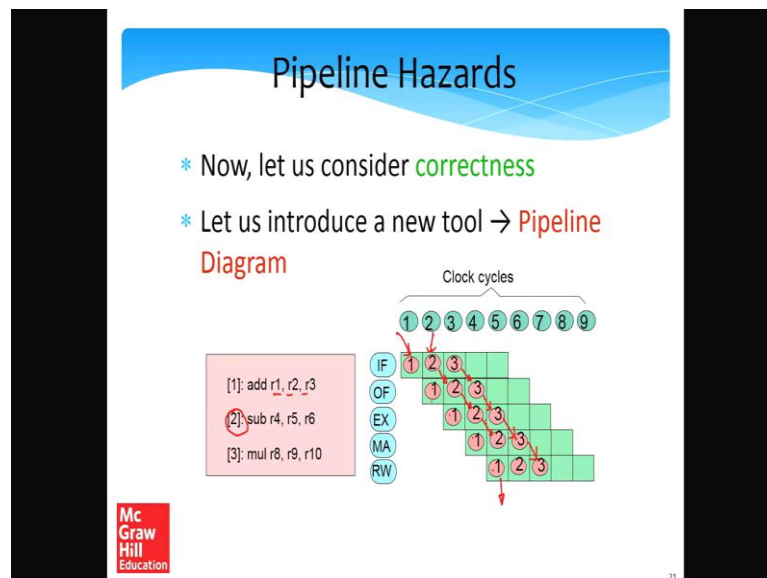 Pipeline Hazards
* Now, let us consider correctness
* Let us introduce a new tool → Pipeline
Diagram
Clock cycles
1 2 3 4 5 6 7 8 9
[1]: add r1, r2, r3
[2]: sub r4, r5, r6
[3]: mul r8, r9, r10
IF 1 2 3
OF 1 2 3
EX 1 2 3
MA 1 2 3
RW 1 2 3
Mc
Graw
Hill
Education